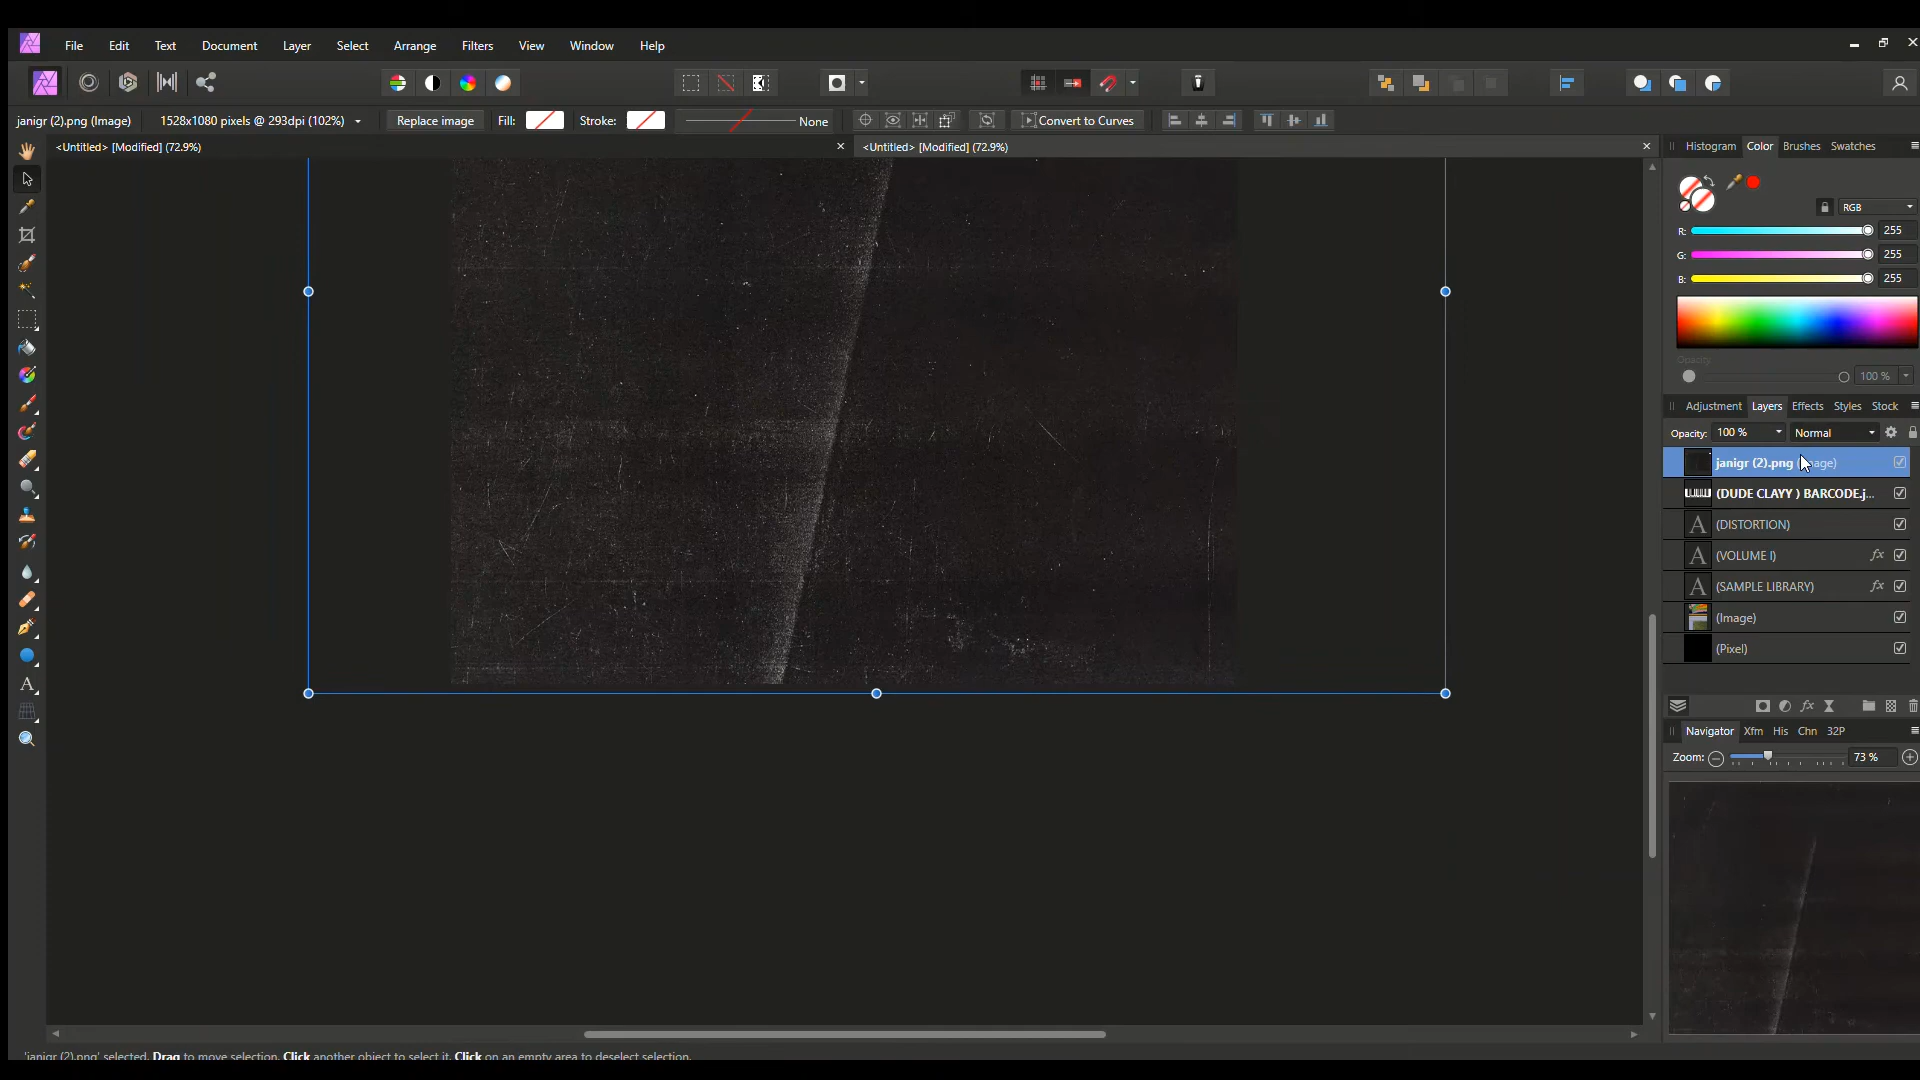 File Edit Text Document Layer Select Arrange Filters View Window Help
janigr (2).png (Image) 1528x1080 pixels @ 293dpi (102%) Replace image Fill: Stroke: None Convert to Curves
<Untitled> [Modified] (72.9%) <Untitled> [Modified] (72.9%)
Histogram Color Brushes Swatches
RGB
R: 255
G: 255
B: 255
Opacity
100 %
Adjustment Layers Effects Styles Stock
Opacity: 100 % Normal
janigr (2).png
(DUDE CLAYY ) BARCODE.j...
A (DISTORTION)
A (VOLUME I) fx
A (SAMPLE LIBRARY) fx
(Image)
(Pixel)
fx
Navigator Xfm His Chn 32P
Zoom: 73 %
A
'janigr (2).png' selected. Drag to move selection. Click another object to select it. Click on an empty area to deselect selection.